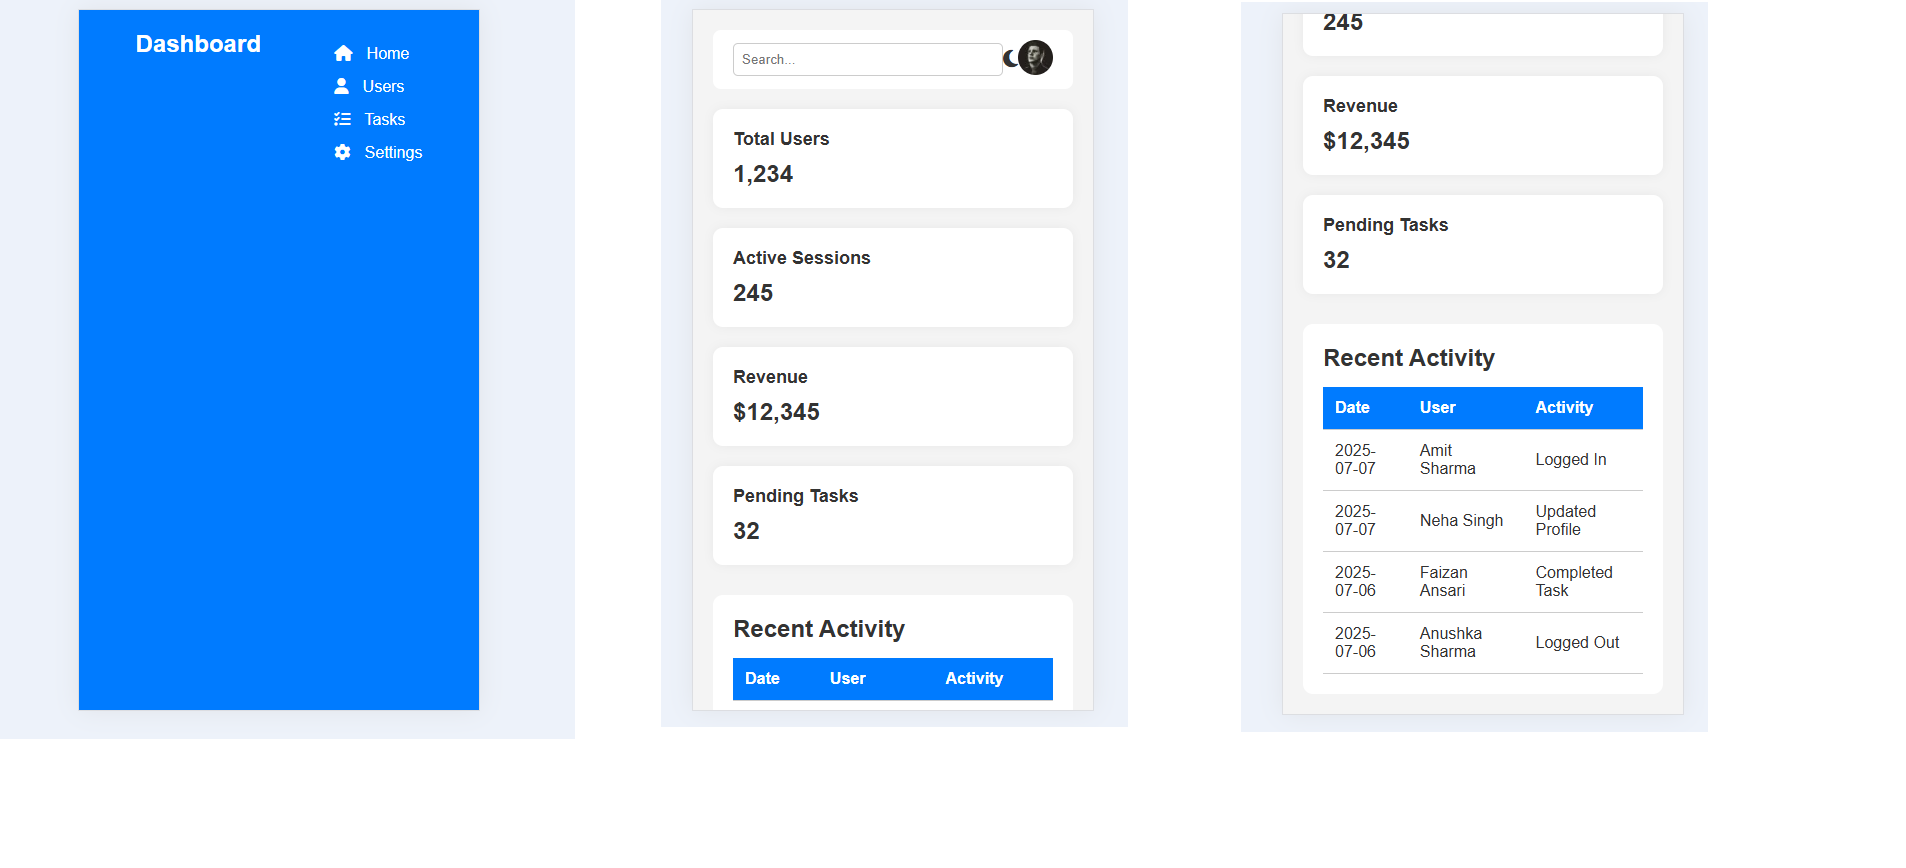 Dashboard
Home
Users
Tasks
Settings
Search...
Total Users
1,234
Active Sessions
245
Revenue
$12,345
Pending Tasks
32
Recent Activity
Date User Activity
245
Revenue
$12,345
Pending Tasks
32
Recent Activity
Date User Activity
2025-07-07 Amit Sharma Logged In
2025-07-07 Neha Singh Updated Profile
2025-07-06 Faizan Ansari Completed Task
2025-07-06 Anushka Sharma Logged Out